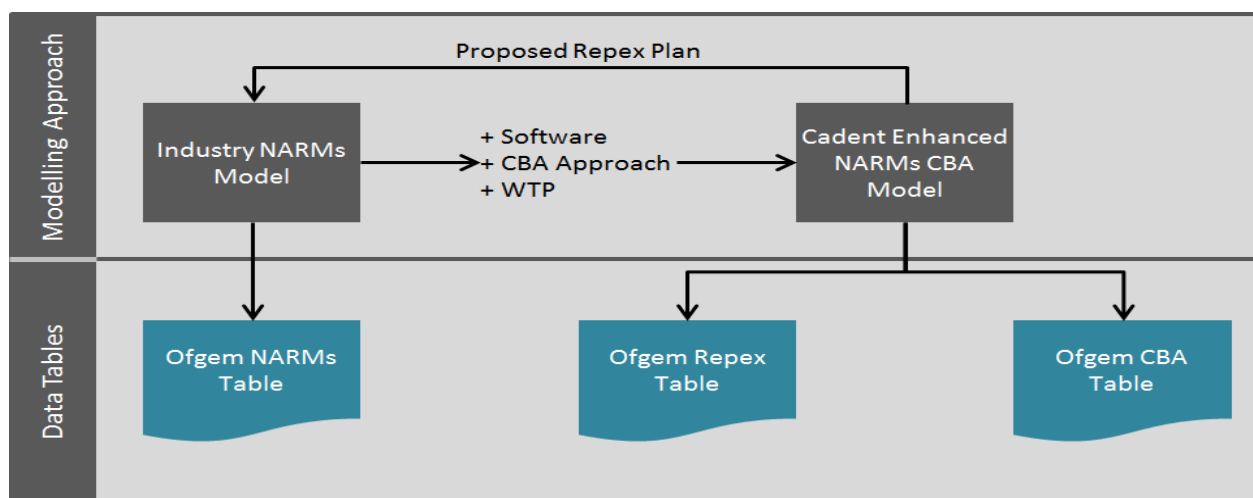 Modelling Approach
Proposed Repex Plan
Industry NARMs
Model
+ Software
+ CBA Approach
+ WTP
Cadent Enhanced
NARMs CBA
Model
Data Tables
Ofgem NARMs
Table
Ofgem Repex
Table
Ofgem CBA
Table